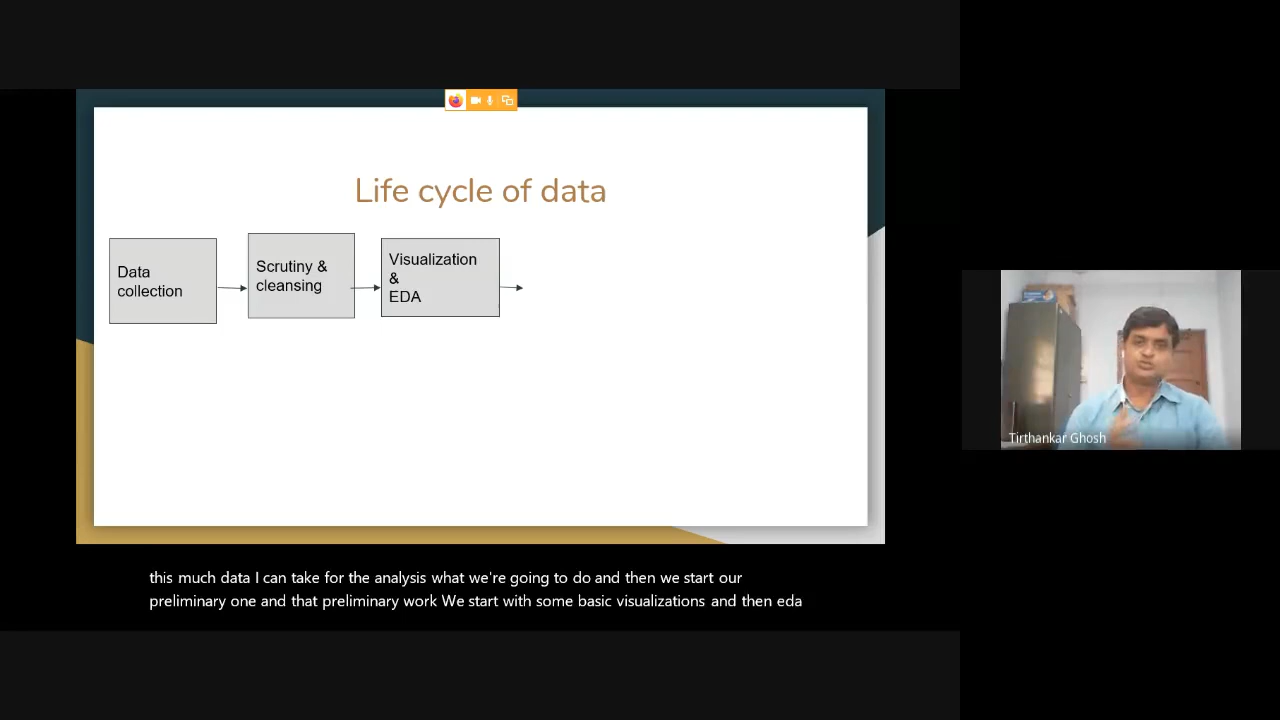 Life cycle of data
Data
collection
Scrutiny &
cleansing
Visualization
&
EDA
Tirthankar Ghosh
this much data I can take for the analysis what we're going to do and then we start our
preliminary one and that preliminary work We start with some basic visualizations and then eda